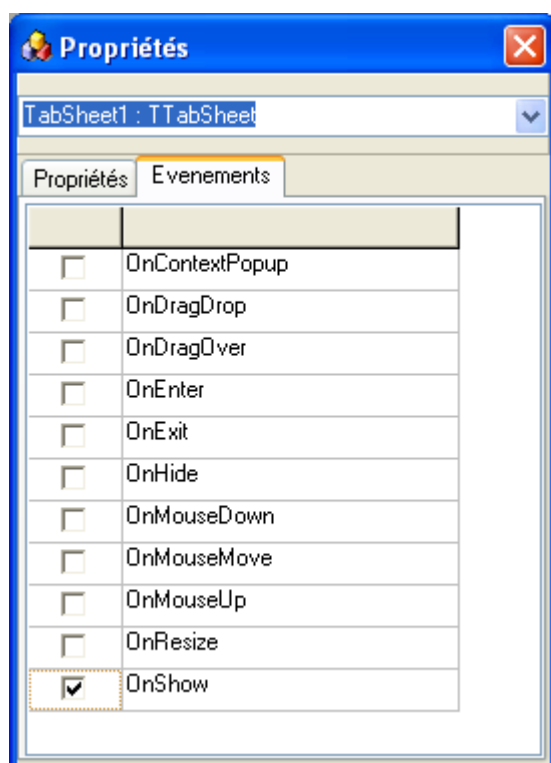 Propriétés
TabSheet1 : TTabSheet
Propriétés Evenements
OnContextPopup
OnDragDrop
OnDragOver
OnEnter
OnExit
OnHide
OnMouseDown
OnMouseMove
OnMouseUp
OnResize
OnShow